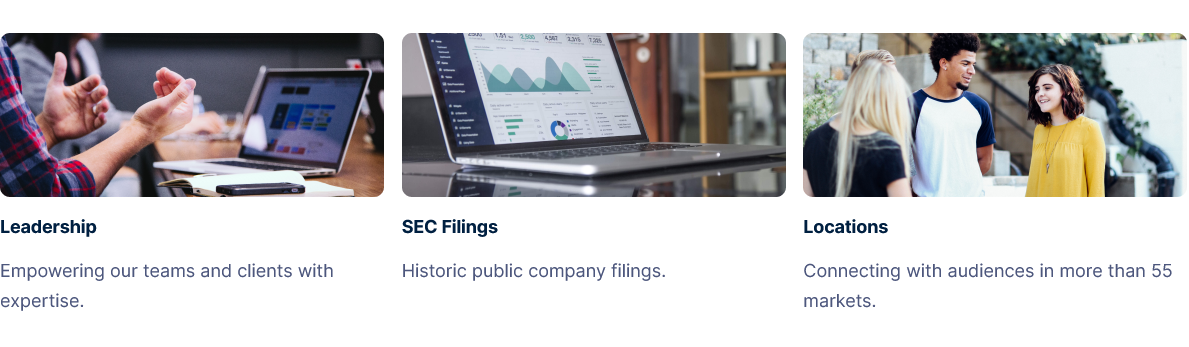 Leadership
Empowering our teams and clients with
expertise.
SEC Filings
Historic public company filings.
Locations
Connecting with audiences in more than 55
markets.